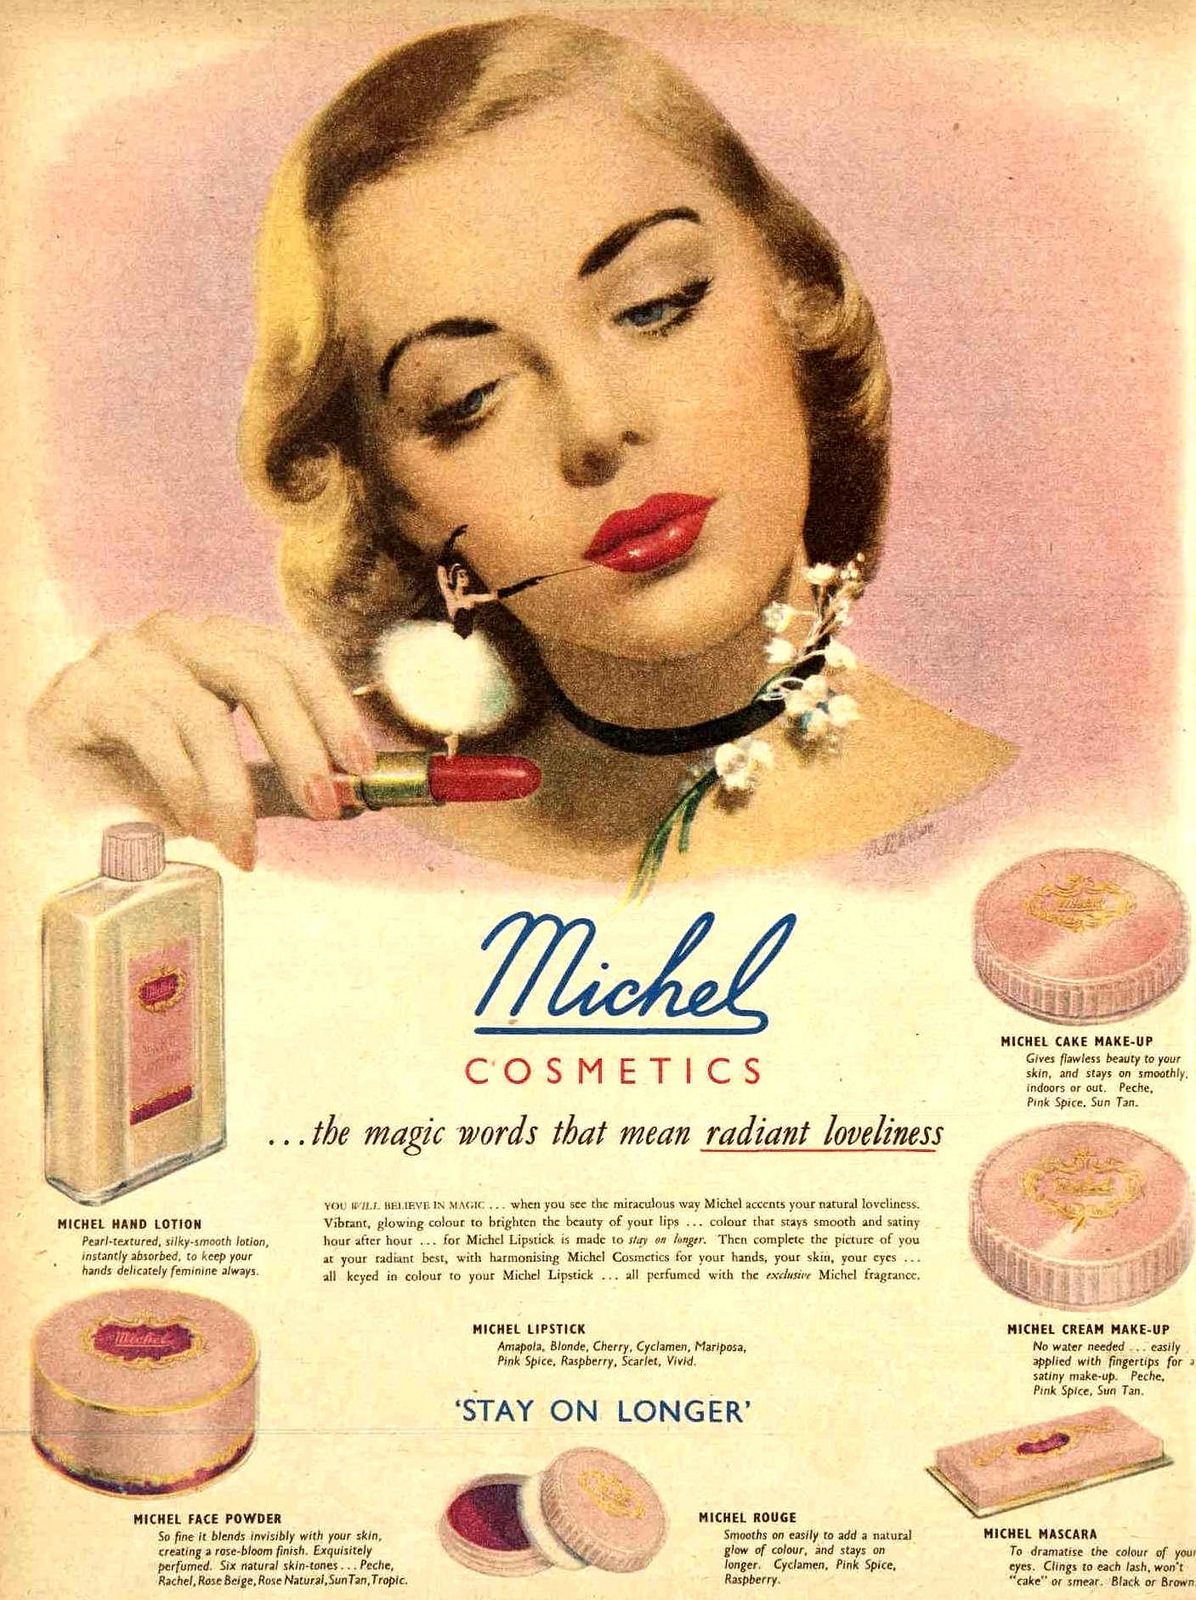 Michel
COSMETICS
...the magic words that mean radiant loveliness
YOU WILL BELIEVE IN MAGIC ... when you see the miraculous way Michel accents your natural loveliness.
Vibrant, glowing colour to brighten the beauty of your lips ... colour that stays smooth and satiny
hour after hour ... for Michel Lipstick is made to stay on longer. Then complete the picture of you
at your radiant best, with harmonising Michel Cosmetics for your hands, your skin, your eyes ...
all keyed in colour to your Michel Lipstick ... all perfumed with the exclusive Michel fragrance.
MICHEL LIPSTICK
Amapola, Blonde, Cherry, Cyclamen, Mariposa,
Pink Spice, Raspberry, Scarlet, Vivid.
'STAY ON LONGER'
MICHEL HAND LOTION
Pearl-textured, silky-smooth lotion,
instantly absorbed, to keep your
hands delicately feminine always.
Michel
MICHEL FACE POWDER
So fine it blends invisibly with your skin,
creating a rose-bloom finish. Exquisitely
perfumed. Six natural skin-tones ... Peche,
Rachel, Rose Beige, Rose Natural, Sun Tan, Tropic.
MICHEL ROUGE
Smooths on easily to add a natural
glow of colour, and stays on
longer. Cyclamen, Pink Spice,
Raspberry.
Michel
MICHEL CAKE MAKE-UP
Gives flawless beauty to your
skin, and stays on smoothly,
indoors or out. Peche,
Pink Spice, Sun Tan.
Michel
MICHEL CREAM MAKE-UP
No water needed ... easily
applied with fingertips for a
satiny make-up. Peche,
Pink Spice, Sun Tan.
MICHEL MASCARA
To dramatise the colour of your
eyes. Clings to each lash, won't
"cake" or smear. Black or Brown.